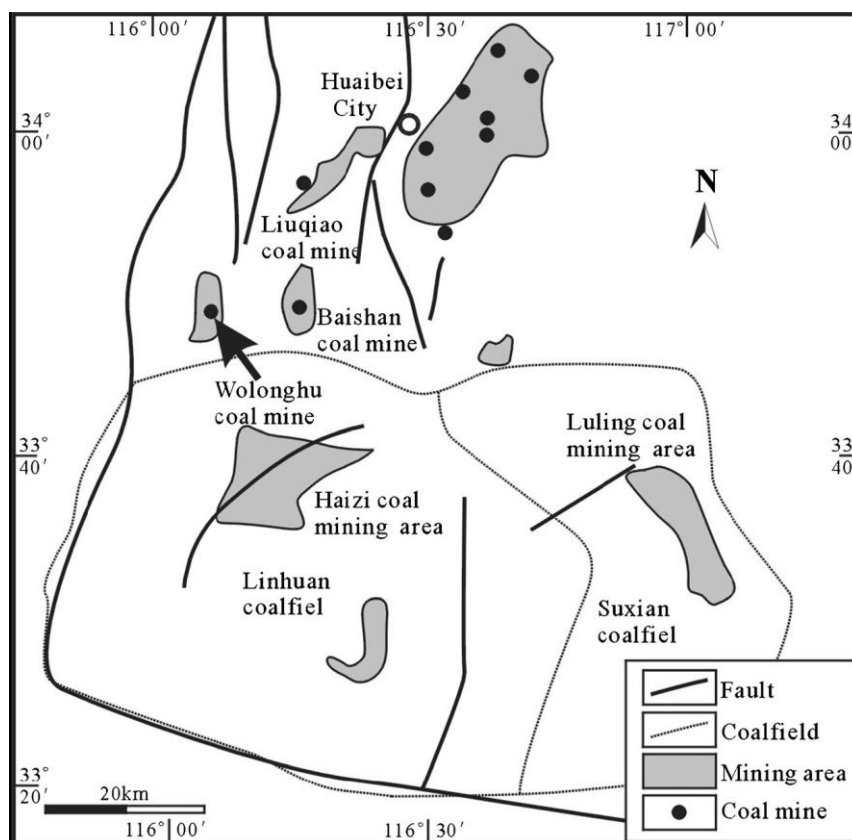 116° 00′
116°30′
117° 00′
Huaibei
City
34°
00′
34°
00′
N
Liuqiao
coal mine
Baishan
coal mine
Wolonghu
coal mine
Luling coal
mining area
33°
40′
33°
40′
Haizi coal
mining area
Linhuan
coalfiel
Suxian
coalfiel
Fault
Coalfield
Mining area
Coal mine
33°
20′
20km
116° 00′
116° 30′